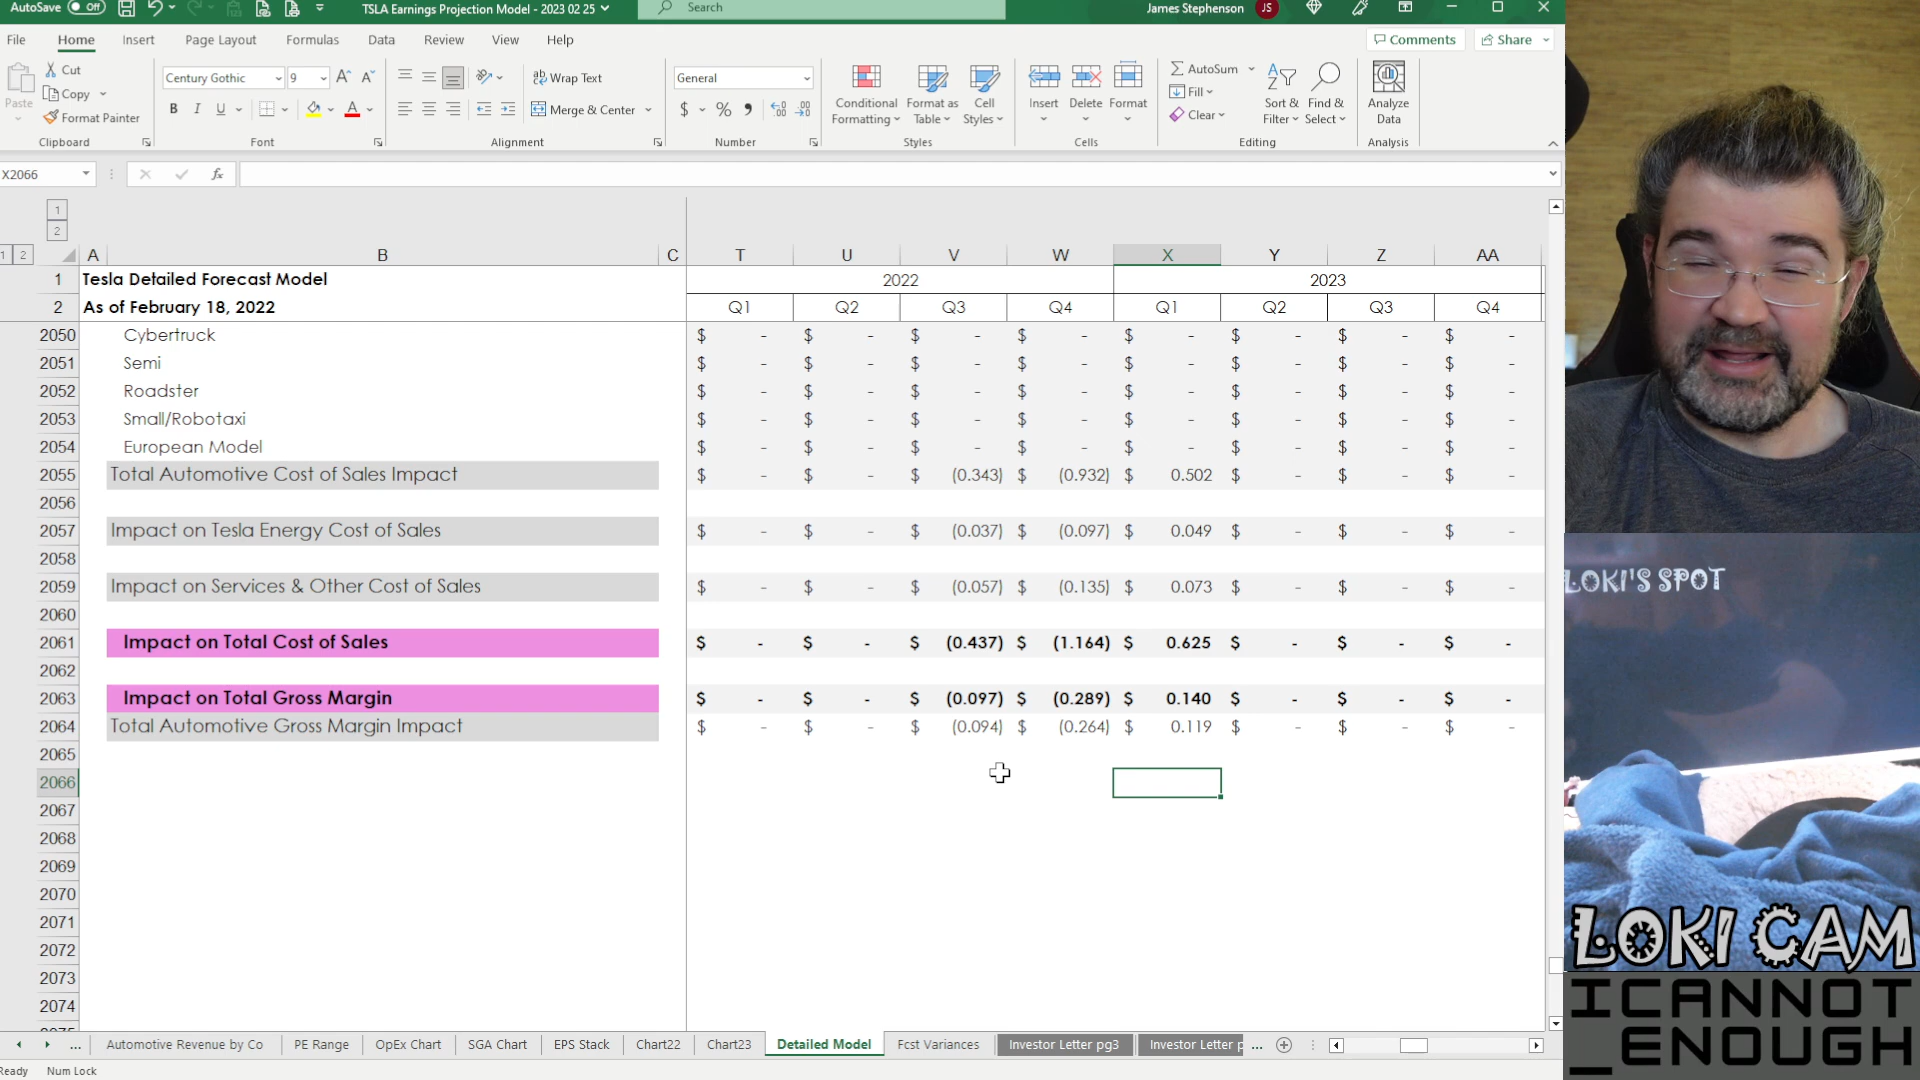 AutoSave Off TSLA Earnings Projection Model - 2023 02 25 Search James Stephenson JS
File Home Insert Page Layout Formulas Data Review View Help Comments Share
Paste Cut Copy Format Painter
Century Gothic 9 A A
B I U A
Wrap Text
Merge & Center
General
$ % ,
Conditional Formatting Format as Table Cell Styles
Insert Delete Format
AutoSum Fill Clear
Sort & Filter Find & Select
Analyze Data
Clipboard Font Alignment Number Styles Cells Editing Analysis
X2066 fx
1
2
1 2 A B C T U V W X Y Z AA
1 Tesla Detailed Forecast Model 2022 2023
2 As of February 18, 2022 Q1 Q2 Q3 Q4 Q1 Q2 Q3 Q4
2050 Cybertruck $ - $ - $ - $ - $ - $ - $ - $ -
2051 Semi $ - $ - $ - $ - $ - $ - $ - $ -
2052 Roadster $ - $ - $ - $ - $ - $ - $ - $ -
2053 Small/Robotaxi $ - $ - $ - $ - $ - $ - $ - $ -
2054 European Model $ - $ - $ - $ - $ - $ - $ - $ -
2055 Total Automotive Cost of Sales Impact $ - $ - $ (0.343) $ (0.932) $ 0.502 $ - $ - $ -
2056
2057 Impact on Tesla Energy Cost of Sales $ - $ - $ (0.037) $ (0.097) $ 0.049 $ - $ - $ -
2058
2059 Impact on Services & Other Cost of Sales $ - $ - $ (0.057) $ (0.135) $ 0.073 $ - $ - $ -
2060
2061 Impact on Total Cost of Sales $ - $ - $ (0.437) $ (1.164) $ 0.625 $ - $ - $ -
2062
2063 Impact on Total Gross Margin $ - $ - $ (0.097) $ (0.289) $ 0.140 $ - $ - $ -
2064 Total Automotive Gross Margin Impact $ - $ - $ (0.094) $ (0.264) $ 0.119 $ - $ - $ -
2065
2066
2067
2068
2069
2070
2071
2072
2073
2074
... Automotive Revenue by Co PE Range OpEx Chart SGA Chart EPS Stack Chart22 Chart23 Detailed Model Fcst Variances Investor Letter pg3 Investor Letter p ...
Ready Num Lock
LOKI'S SPOT
LOKI CAM
ICANNOT
_ENOUGH